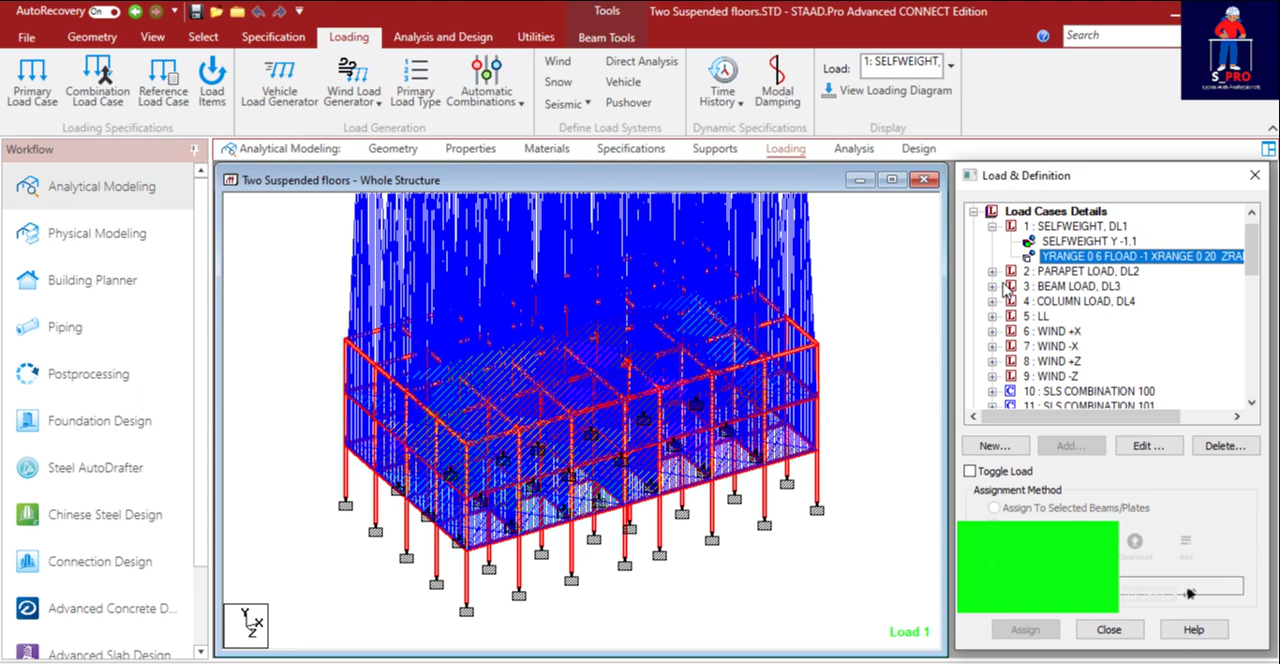 AutoRecovery On
Tools
Two Suspended floors.STD - STAAD.Pro Advanced CONNECT Edition
File Geometry View Select Specification Loading Analysis and Design Utilities Beam Tools
Search
S_PRO
Learn With Professionals
Primary Load Case
Combination Load Case
Reference Load Case
Load Items
Loading Specifications
Vehicle Load Generator
Wind Load Generator
Primary Load Type
Automatic Combinations
Load Generation
Wind
Snow
Seismic
Direct Analysis
Vehicle
Pushover
Define Load Systems
Time History
Modal Damping
Dynamic Specifications
Load: 1: SELFWEIGHT,
View Loading Diagram
Display
Workflow
Analytical Modeling: Geometry Properties Materials Specifications Supports Loading Analysis Design
Analytical Modeling
Physical Modeling
Building Planner
Piping
Postprocessing
Foundation Design
Steel AutoDrafter
Chinese Steel Design
Connection Design
Advanced Concrete D...
Advanced Slab Design
Two Suspended floors - Whole Structure
Y
X
Z
Load 1
Load & Definition
Load Cases Details
1 : SELFWEIGHT, DL1
SELFWEIGHT Y -1.1
YRANGE 0 6 FLOAD -1 XRANGE 0 20 ZRA
2 : PARAPET LOAD, DL2
3 : BEAM LOAD, DL3
4 : COLUMN LOAD, DL4
5 : LL
6 : WIND +X
7 : WIND -X
8 : WIND +Z
9 : WIND -Z
10 : SLS COMBINATION 100
11 : SLS COMBINATION 101
New... Add... Edit ... Delete...
Toggle Load
Assignment Method
Assign To Selected Beams/Plates
Add
Assign Close Help